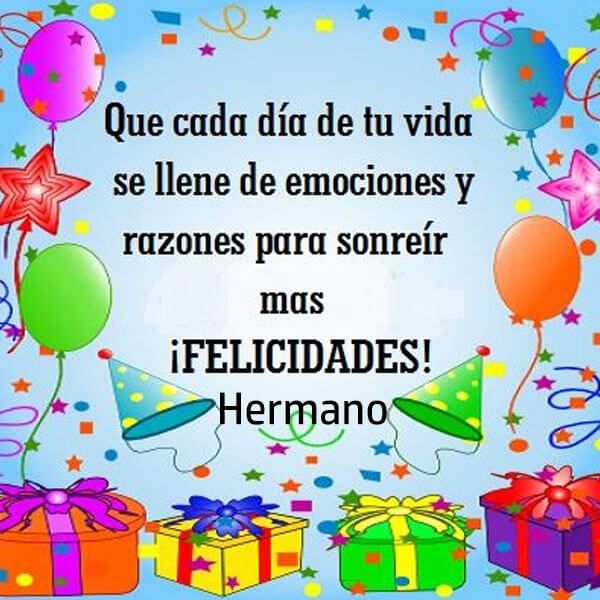 Que cada día de tu vida
se llene de emociones y
razones para sonreír
mas
¡FELICIDADES!
Hermano